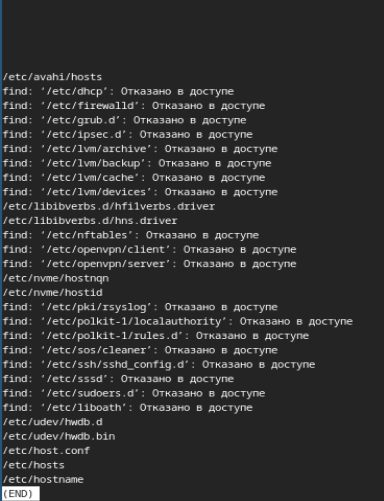 /etc/avahi/hosts
find: ‘/etc/dhcp’: Отказано в доступе
find: ‘/etc/firewalld’: Отказано в доступе
find: ‘/etc/grub.d’: Отказано в доступе
find: ‘/etc/ipsec.d’: Отказано в доступе
find: ‘/etc/lvm/archive’: Отказано в доступе
find: ‘/etc/lvm/backup’: Отказано в доступе
find: ‘/etc/lvm/cache’: Отказано в доступе
find: ‘/etc/lvm/devices’: Отказано в доступе
/etc/libibverbs.d/hfi1verbs.driver
/etc/libibverbs.d/hns.driver
find: ‘/etc/nftables’: Отказано в доступе
find: ‘/etc/openvpn/client’: Отказано в доступе
find: ‘/etc/openvpn/server’: Отказано в доступе
/etc/nvme/hostnqn
/etc/nvme/hostid
find: ‘/etc/pki/rsyslog’: Отказано в доступе
find: ‘/etc/polkit-1/localauthority’: Отказано в доступе
find: ‘/etc/polkit-1/rules.d’: Отказано в доступе
find: ‘/etc/sos/cleaner’: Отказано в доступе
find: ‘/etc/ssh/sshd_config.d’: Отказано в доступе
find: ‘/etc/sssd’: Отказано в доступе
find: ‘/etc/sudoers.d’: Отказано в доступе
find: ‘/etc/liboath’: Отказано в доступе
/etc/udev/hwdb.d
/etc/udev/hwdb.bin
/etc/host.conf
/etc/hosts
/etc/hostname
(END)